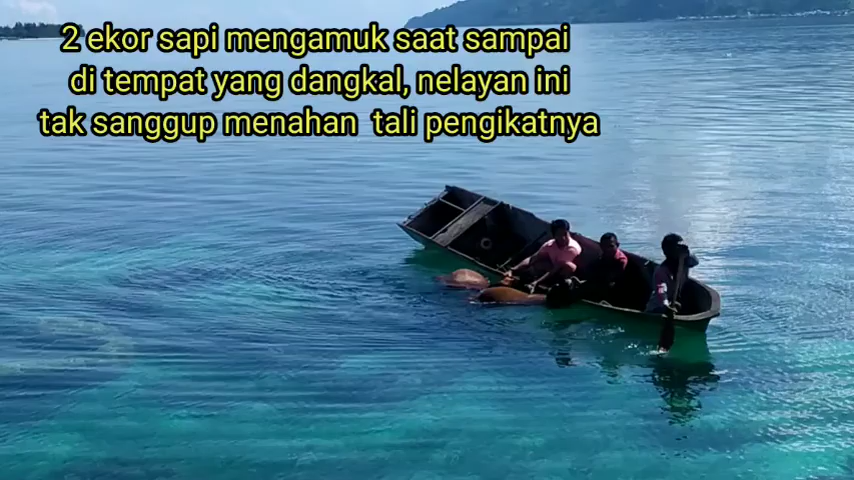 2 ekor sapi mengamuk saat sampai
di tempat yang dangkal, nelayan ini
tak sanggup menahan tali pengikatnya